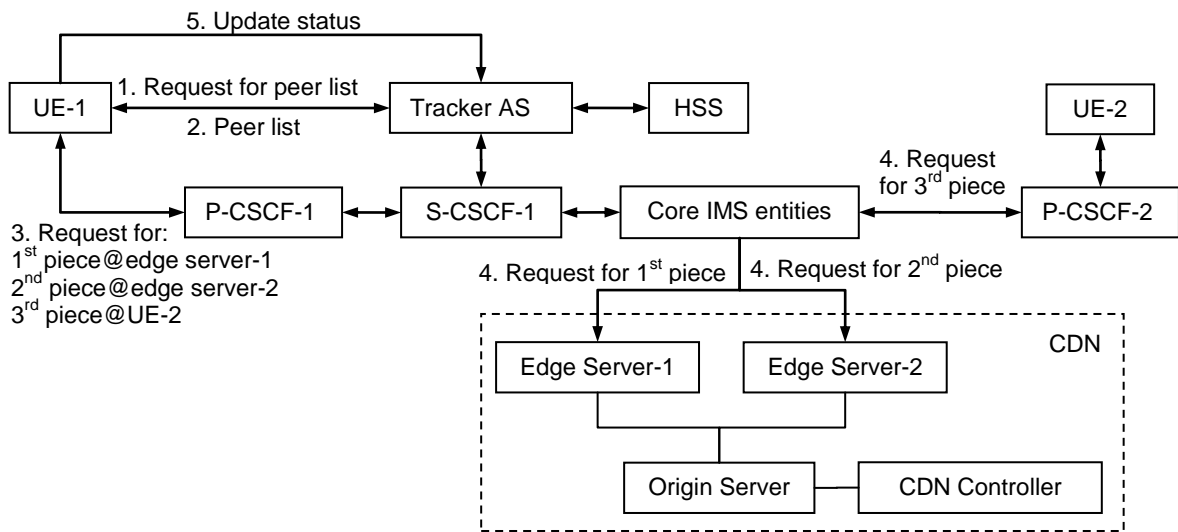 5. Update status
1. Request for peer list
UE-1
Tracker AS
HSS
UE-2
2. Peer list
4. Request
for 3rd piece
P-CSCF-1
S-CSCF-1
Core IMS entities
P-CSCF-2
3. Request for:
1st piece@edge server-1
2nd piece@edge server-2
3rd piece@UE-2
4. Request for 1st piece
4. Request for 2nd piece
CDN
Edge Server-1
Edge Server-2
Origin Server
CDN Controller